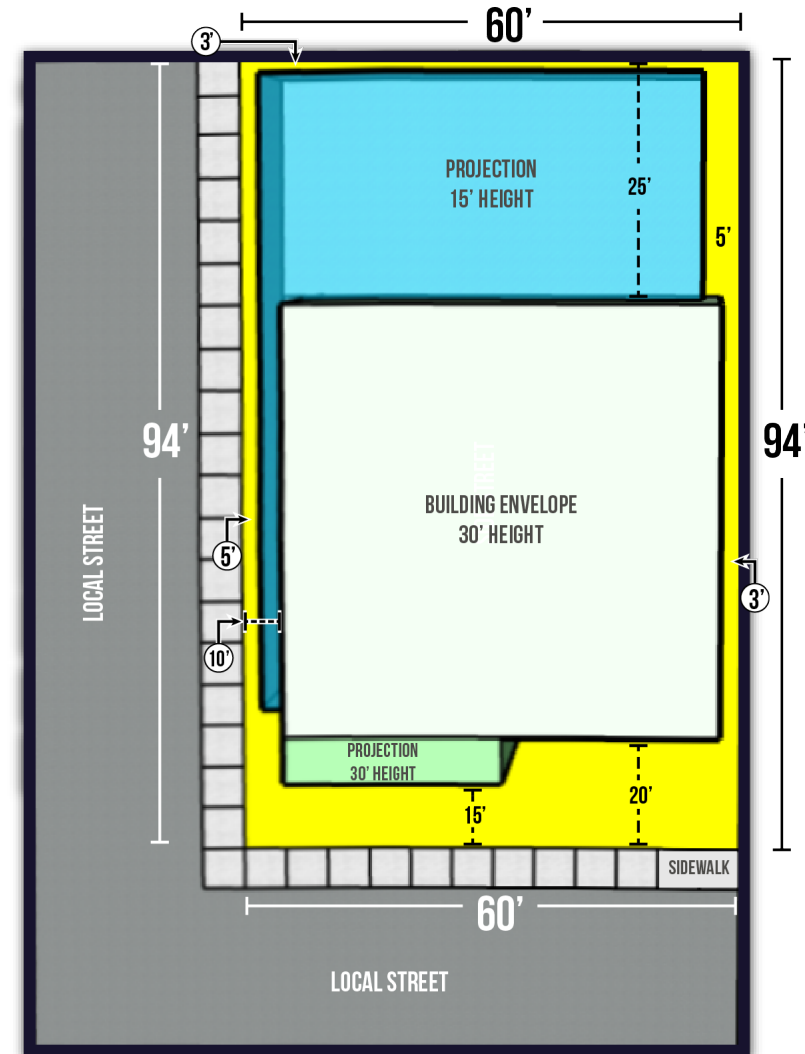 60’
3’
PROJECTION
15’ HEIGHT
25’
5’
94’
94’
STREET
BUILDING ENVELOPE
30’ HEIGHT
LOCAL STREET
5’
3’
10’
PROJECTION
30’ HEIGHT
15’
20’
SIDEWALK
60’
LOCAL STREET